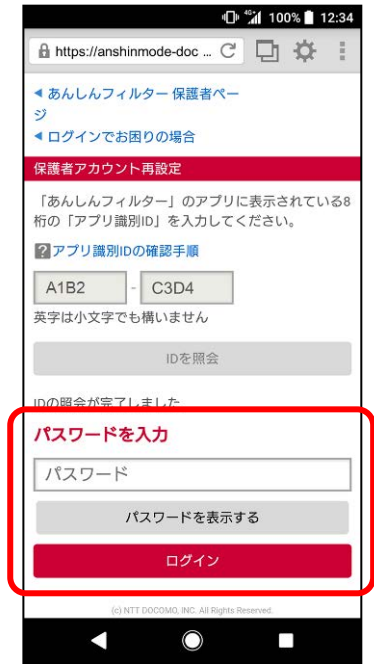 4G 100% 12:34
https://anshinmode-doc ...
◀ あんしんフィルター 保護者ペー
ジ
◀ ログインでお困りの場合
保護者アカウント再設定
「あんしんフィルター」のアプリに表示されている8
桁の「アプリ識別ID」を入力してください。
?アプリ識別IDの確認手順
A1B2 - C3D4
英字は小文字でも構いません
IDを照会
IDの照会が完了しました
パスワードを入力
パスワード
パスワードを表示する
ログイン
(c) NTT DOCOMO, INC. All Rights Reserved.